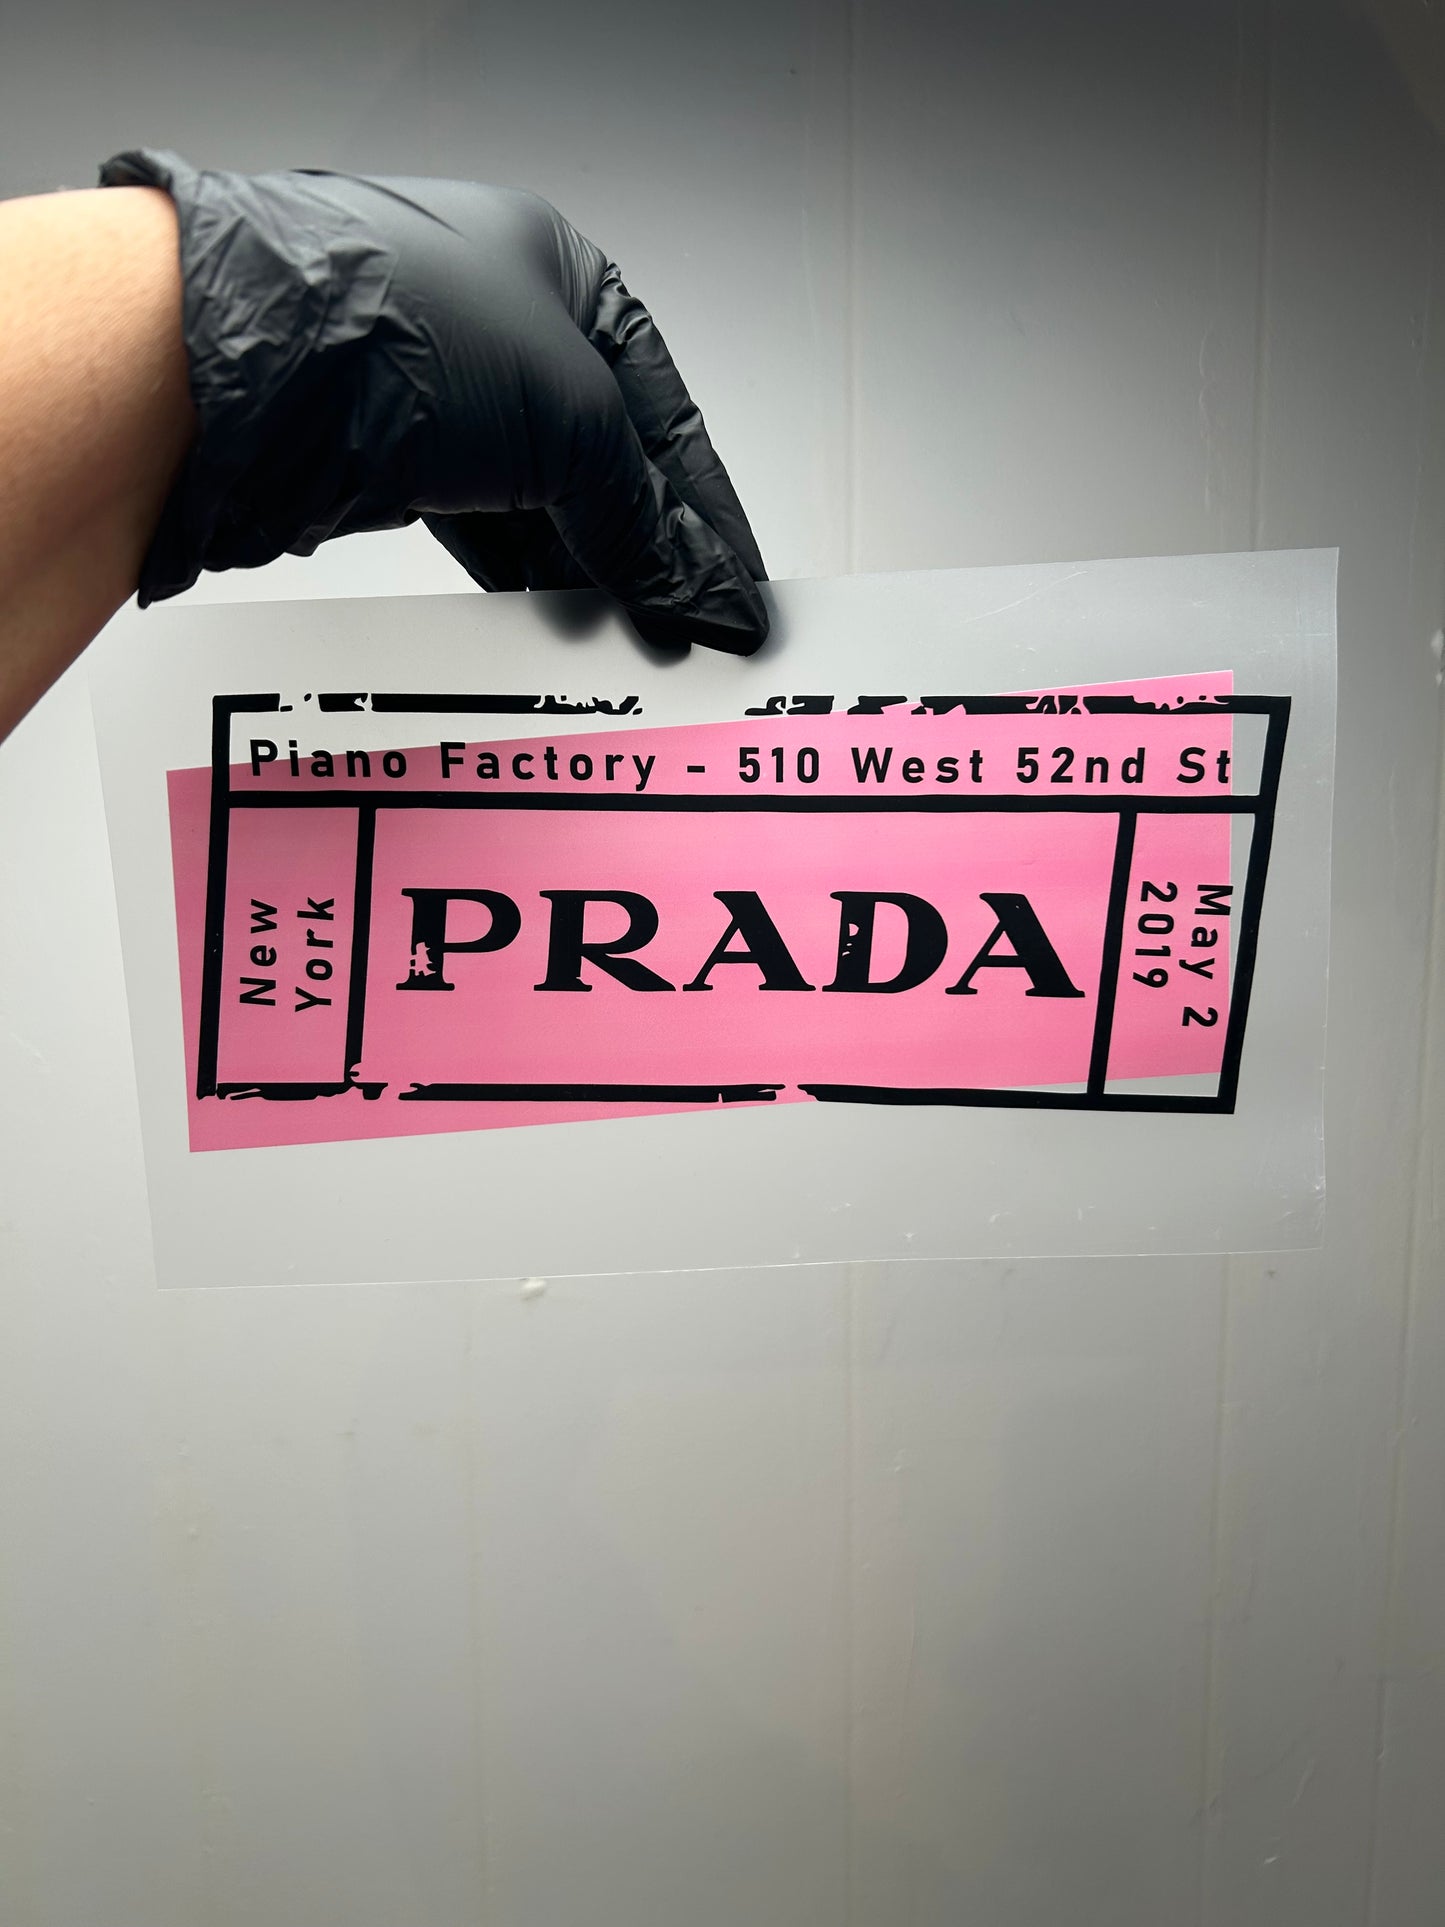 Piano Factory - 510 West 52nd St
New
York
PRADA
May 2
2019